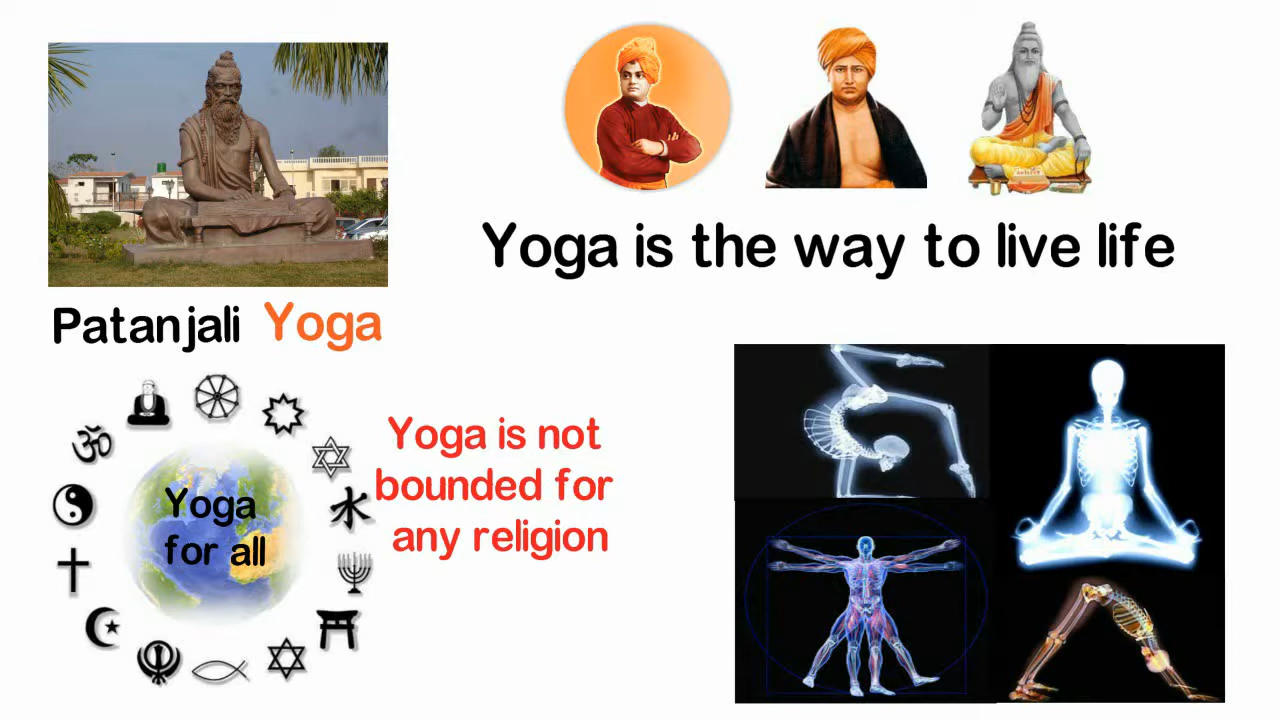 Yoga is the way to live life
Patanjali Yoga
Yoga is not
bounded for
any religion
Yoga
for all
ॐ
水